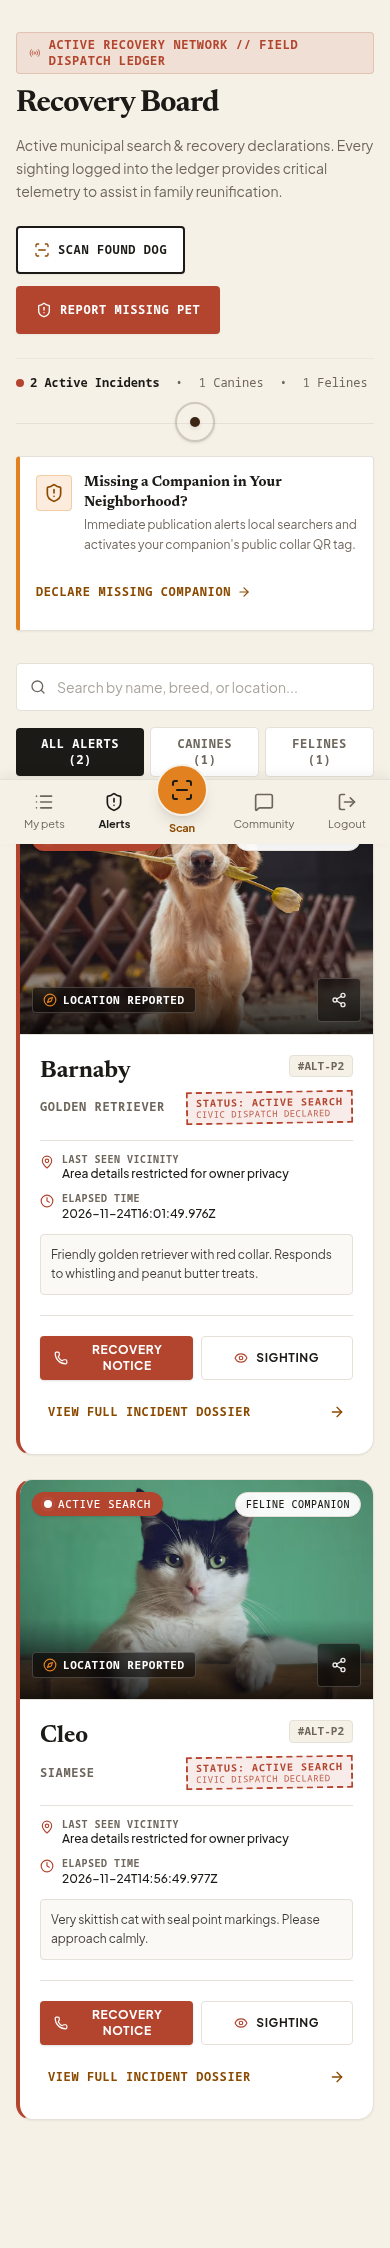 ACTIVE RECOVERY NETWORK // FIELD
DISPATCH LEDGER
Recovery Board
Active municipal search & recovery declarations. Every
sighting logged into the ledger provides critical
telemetry to assist in family reunification.
SCAN FOUND DOG
REPORT MISSING PET
2 Active Incidents • 1 Canines • 1 Felines
Missing a Companion in Your
Neighborhood?
Immediate publication alerts local searchers and
activates your companion's public collar QR tag.
DECLARE MISSING COMPANION →
Search by name, breed, or location...
ALL ALERTS
(2)
CANINES
(1)
FELINES
(1)
My pets
Alerts
Scan
Community
Logout
LOCATION REPORTED
Barnaby
#ALT-P2
GOLDEN RETRIEVER
STATUS: ACTIVE SEARCH
CIVIC DISPATCH DECLARED
LAST SEEN VICINITY
Area details restricted for owner privacy
ELAPSED TIME
2026-11-24T16:01:49.976Z
Friendly golden retriever with red collar. Responds
to whistling and peanut butter treats.
RECOVERY
NOTICE
SIGHTING
VIEW FULL INCIDENT DOSSIER →
ACTIVE SEARCH
FELINE COMPANION
LOCATION REPORTED
Cleo
#ALT-P2
SIAMESE
STATUS: ACTIVE SEARCH
CIVIC DISPATCH DECLARED
LAST SEEN VICINITY
Area details restricted for owner privacy
ELAPSED TIME
2026-11-24T14:56:49.977Z
Very skittish cat with seal point markings. Please
approach calmly.
RECOVERY
NOTICE
SIGHTING
VIEW FULL INCIDENT DOSSIER →